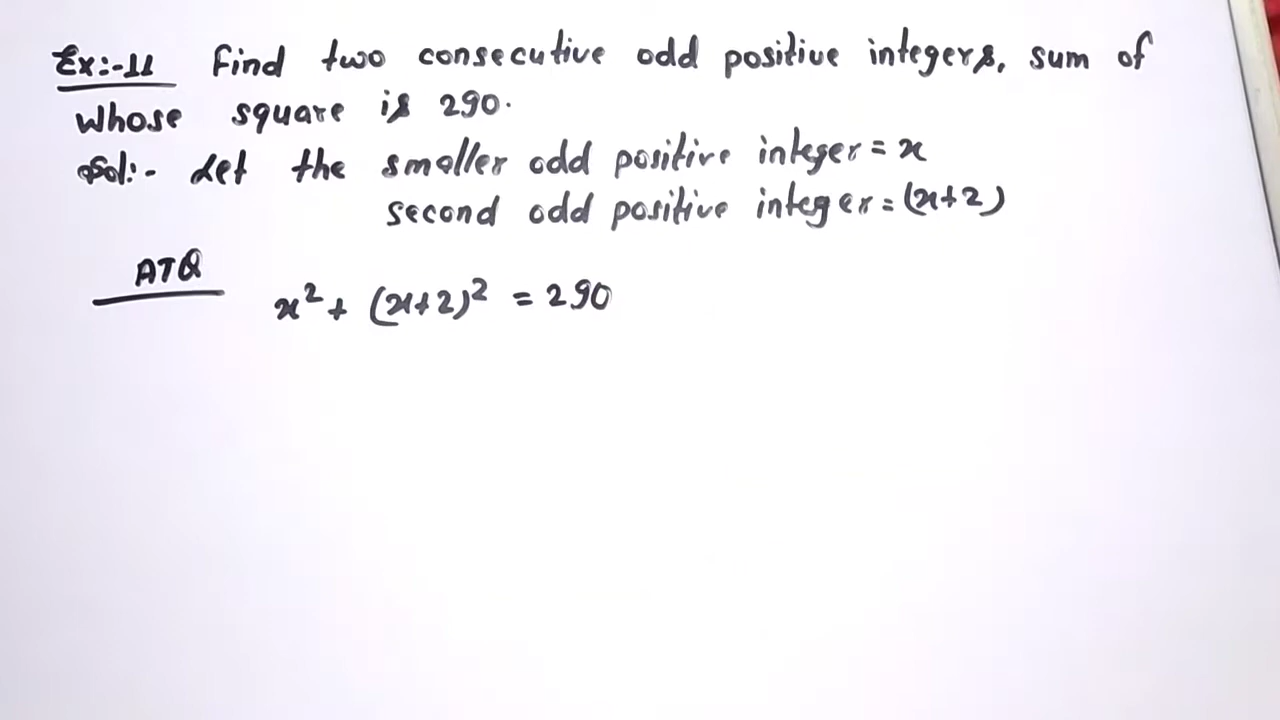 Ex:-11 Find two consecutive odd positive integers, sum of
whose square is 290.
Sol:- Let the smaller odd positive integer = x
second odd positive integer = (x+2)
ATQ
x² + (x+2)² = 290